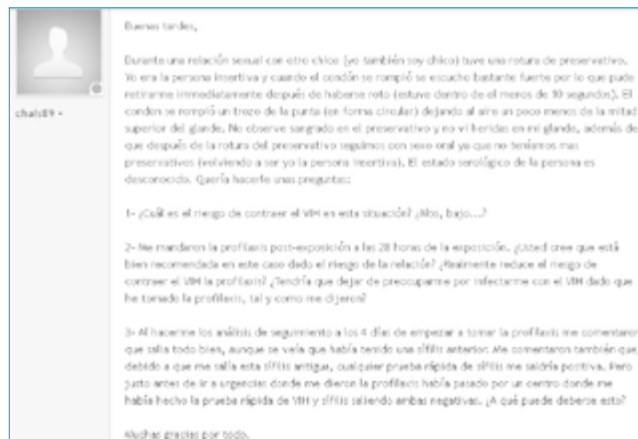 Buenas tardes,
Durante una relación sexual con otro chico (yo también soy chico) tuve una rotura de preservativo.
Yo era la persona insertiva y cuando el condón se rompió se escucho bastante fuerte por lo que pude
retirarme inmediatamente después de haberse roto (estuve dentro de el menos de 10 segundos). El
condon se rompió un trozo de la punta (en forma circular) dejando al aire un poco menos de la mitad
superior del glande. No observe sangrado en el preservativo y no vi heridas en mi glande, además de
que después de la rotura del preservativo seguimos con sexo oral ya que no teníamos mas
preservativos (volviendo a ser yo la persona insertiva). El estado serológico de la persona es
desconocido. Quería hacerle unas preguntas:
1- ¿Cuál es el riesgo de contraer el VIH en esta situación? ¿Alto, bajo...?
2- Me mandaron la profilaxis post-exposición a las 28 horas de la exposición. ¿Usted cree que está
bien recomendada en este caso dado el riesgo de la relación? ¿Realmente reduce el riesgo de
contraer el VIH la profilaxis? ¿Tendría que dejar de preocuparme por infectarme con el VIH dado que
he tomado la profilaxis, tal y como me dijeron?
3- Al hacerme los análisis de seguimiento a los 4 días de empezar a tomar la profilaxis me comentaron
que salia todo bien, aunque se veía que había tenido una sífilis anterior. Me comentaron también que,
debido a que me salía esta sífilis antigua, cualquier prueba rápida de sífilis me saldría positiva. Pero
justo antes de ir a urgencias donde me dieron la profilaxis había pasado por un centro donde me
había hecho la prueba rápida de VIH y sífilis saliendo ambas negativas. ¿A qué puede deberse esto?
Muchas gracias por todo.